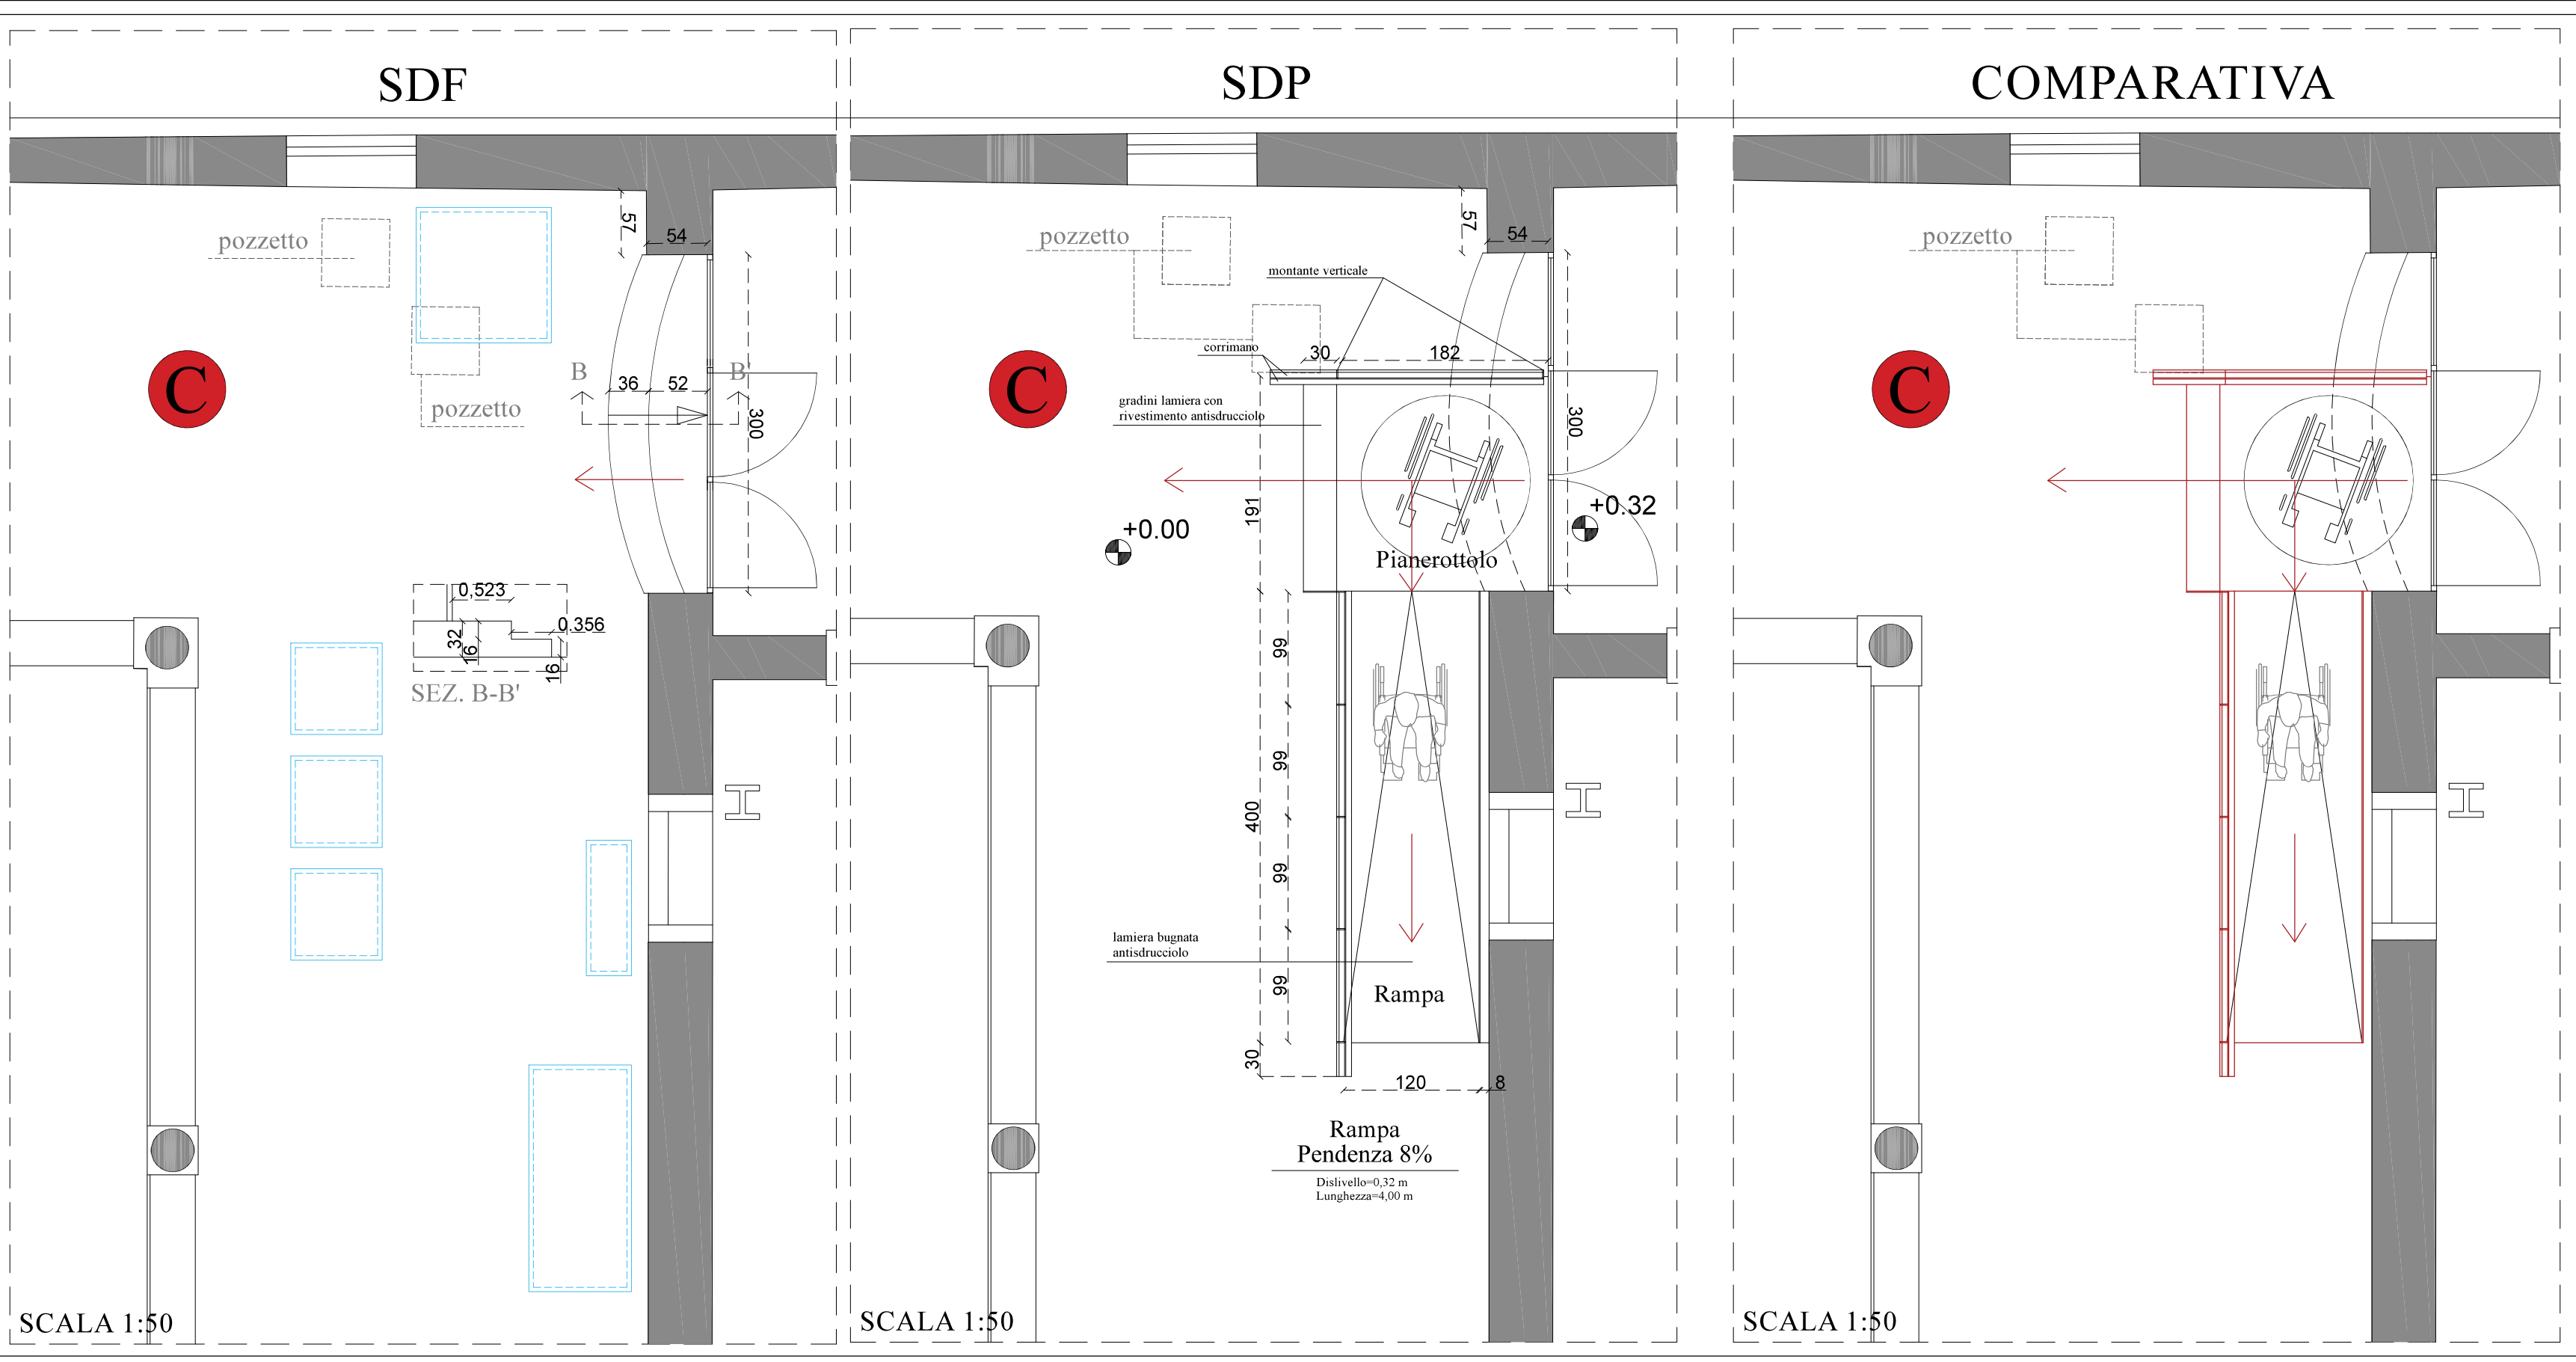 SDF
pozzetto
57
54
C
B
B'
36
52
300
pozzetto
0,523
0.356
32
16
16
SEZ. B-B'
H
SCALA 1:50
SDP
pozzetto
57
54
montante verticale
corrimano
30
182
C
gradini lamiera con
rivestimento antisdrucciolo
300
191
+0.00
+0.32
Pianerottolo
99
99
99
99
400
H
lamiera bugnata
antisdrucciolo
Rampa
30
120
8
Rampa
Pendenza 8%
Dislivello=0,32 m
Lunghezza=4,00 m
SCALA 1:50
COMPARATIVA
pozzetto
C
H
SCALA 1:50